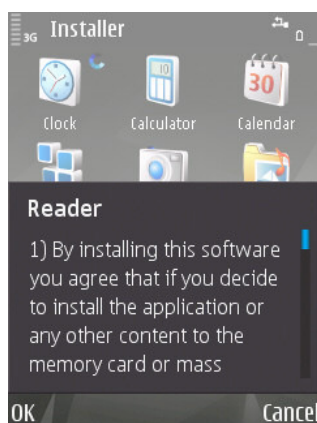 3G Installer
Clock Calculator Calendar
30
Reader
1) By installing this software
you agree that if you decide
to install the application or
any other content to the
memory card or mass
OK Cancel